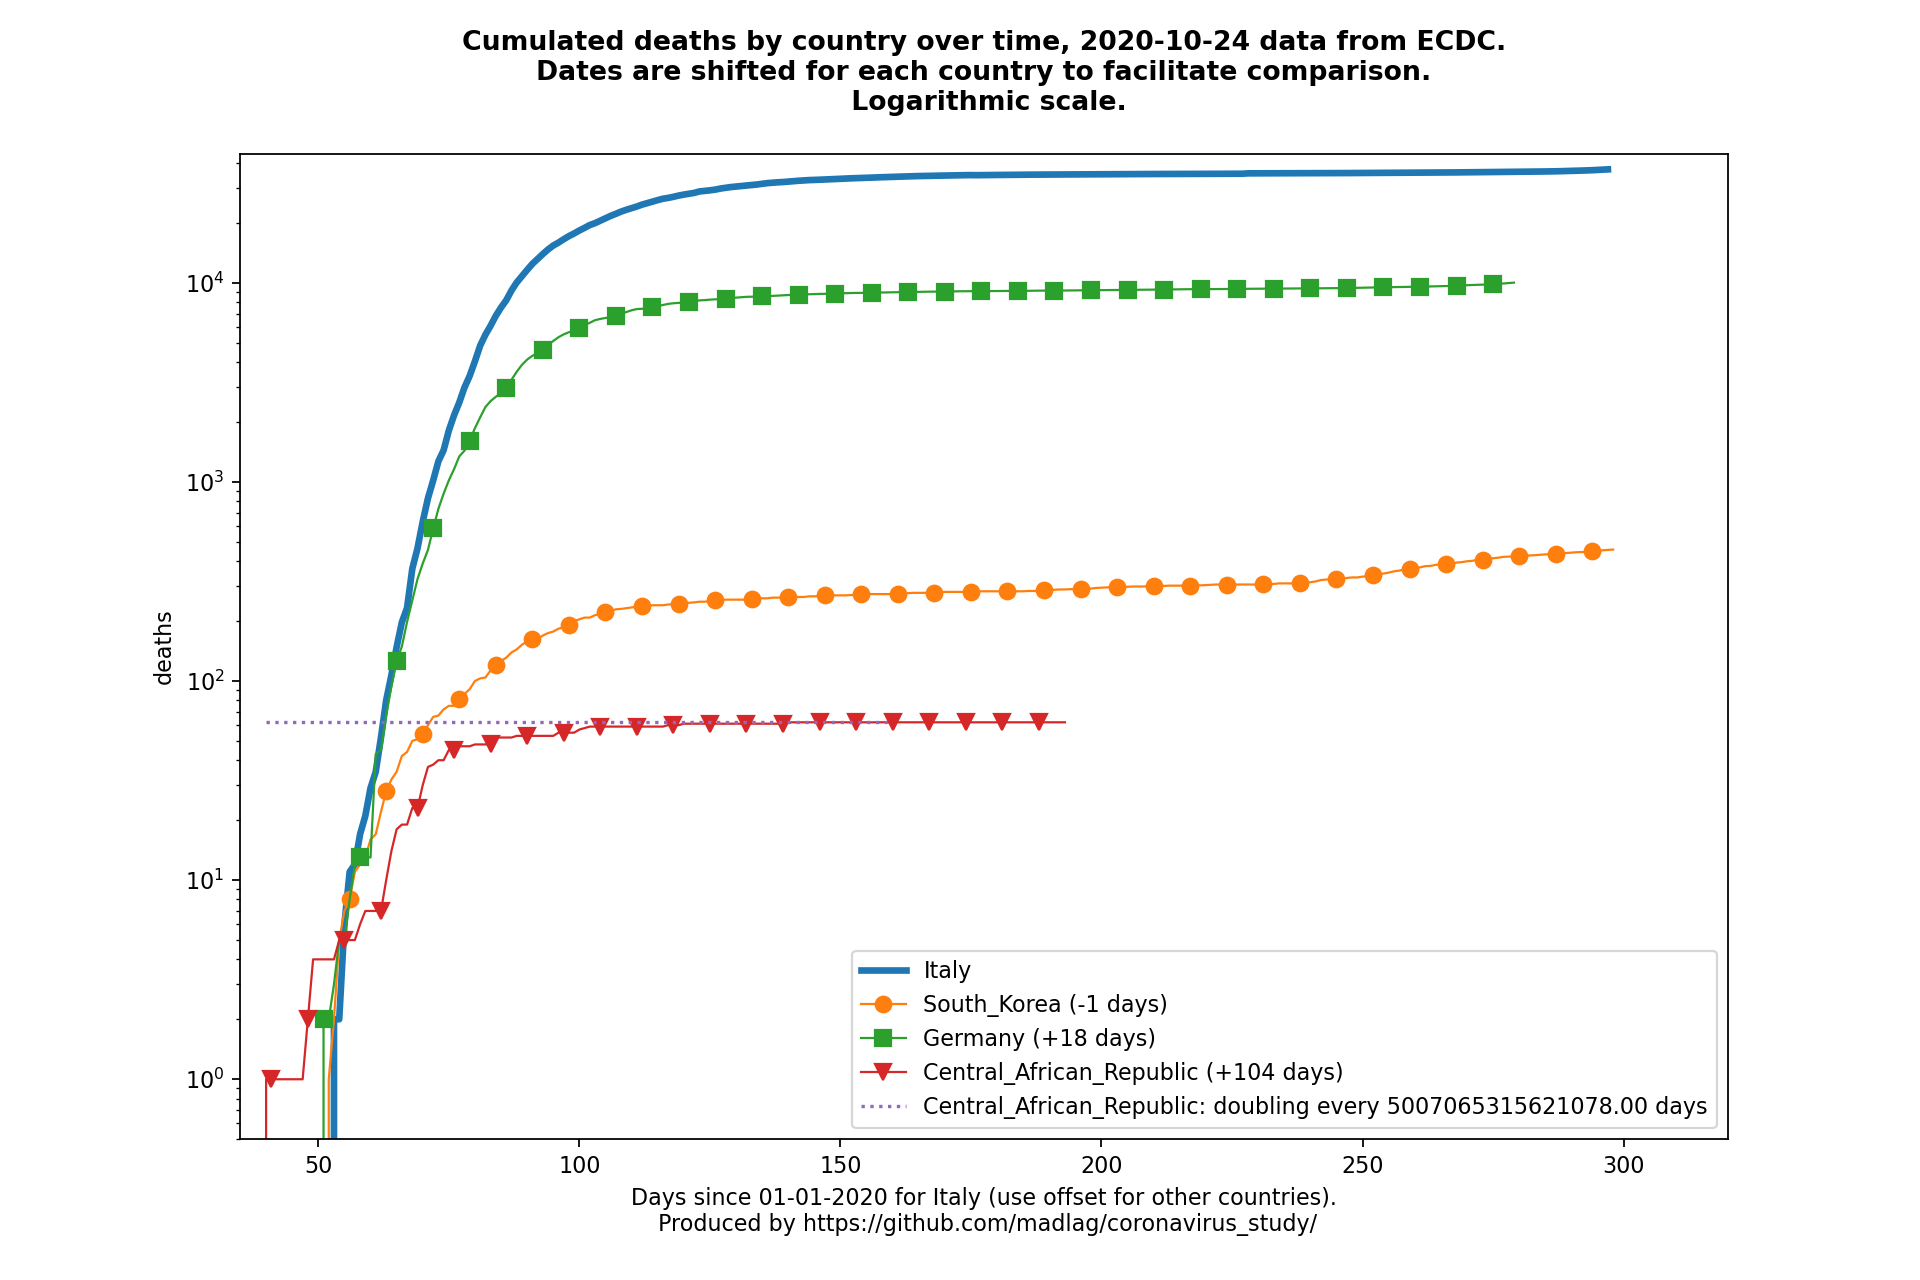 Cumulated deaths by country over time, 2020-10-24 data from ECDC.
Dates are shifted for each country to facilitate comparison.
Logarithmic scale.
deaths
10^4
10^3
10^2
10^1
10^0
50 100 150 200 250 300
Italy
South_Korea (-1 days)
Germany (+18 days)
Central_African_Republic (+104 days)
Central_African_Republic: doubling every 5007065315621078.00 days
Days since 01-01-2020 for Italy (use offset for other countries).
Produced by https://github.com/madlag/coronavirus_study/